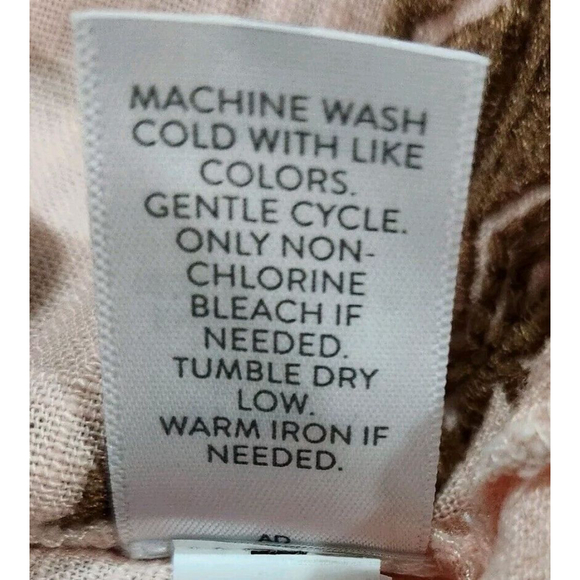 MACHINE WASH
COLD WITH LIKE
COLORS.
GENTLE CYCLE.
ONLY NON-
CHLORINE
BLEACH IF
NEEDED.
TUMBLE DRY
LOW.
WARM IRON IF
NEEDED.
AD